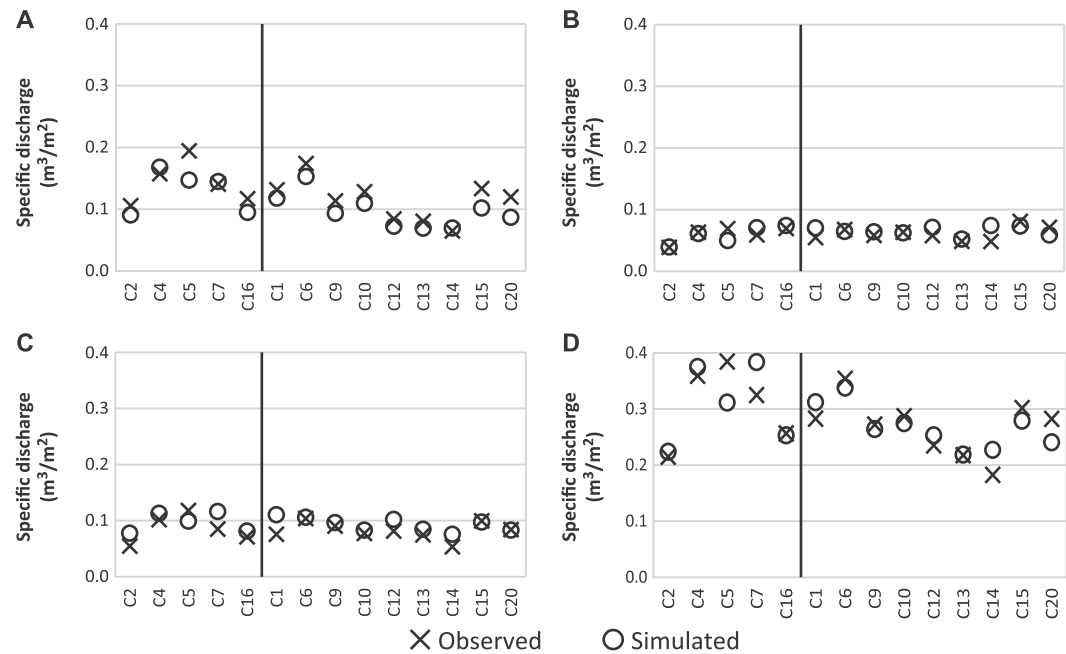 A
Specific discharge
(m³/m²)
0.4
0.3
0.2
0.1
0.0
C2 C4 C5 C7 C16 C1 C6 C9 C10 C12 C13 C14 C15 C20
B
Specific discharge
(m³/m²)
0.4
0.3
0.2
0.1
0.0
C2 C4 C5 C7 C16 C1 C6 C9 C10 C12 C13 C14 C15 C20
C
Specific discharge
(m³/m²)
0.4
0.3
0.2
0.1
0.0
C2 C4 C5 C7 C16 C1 C6 C9 C10 C12 C13 C14 C15 C20
D
Specific discharge
(m³/m²)
0.4
0.3
0.2
0.1
0.0
C2 C4 C5 C7 C16 C1 C6 C9 C10 C12 C13 C14 C15 C20
Observed Simulated